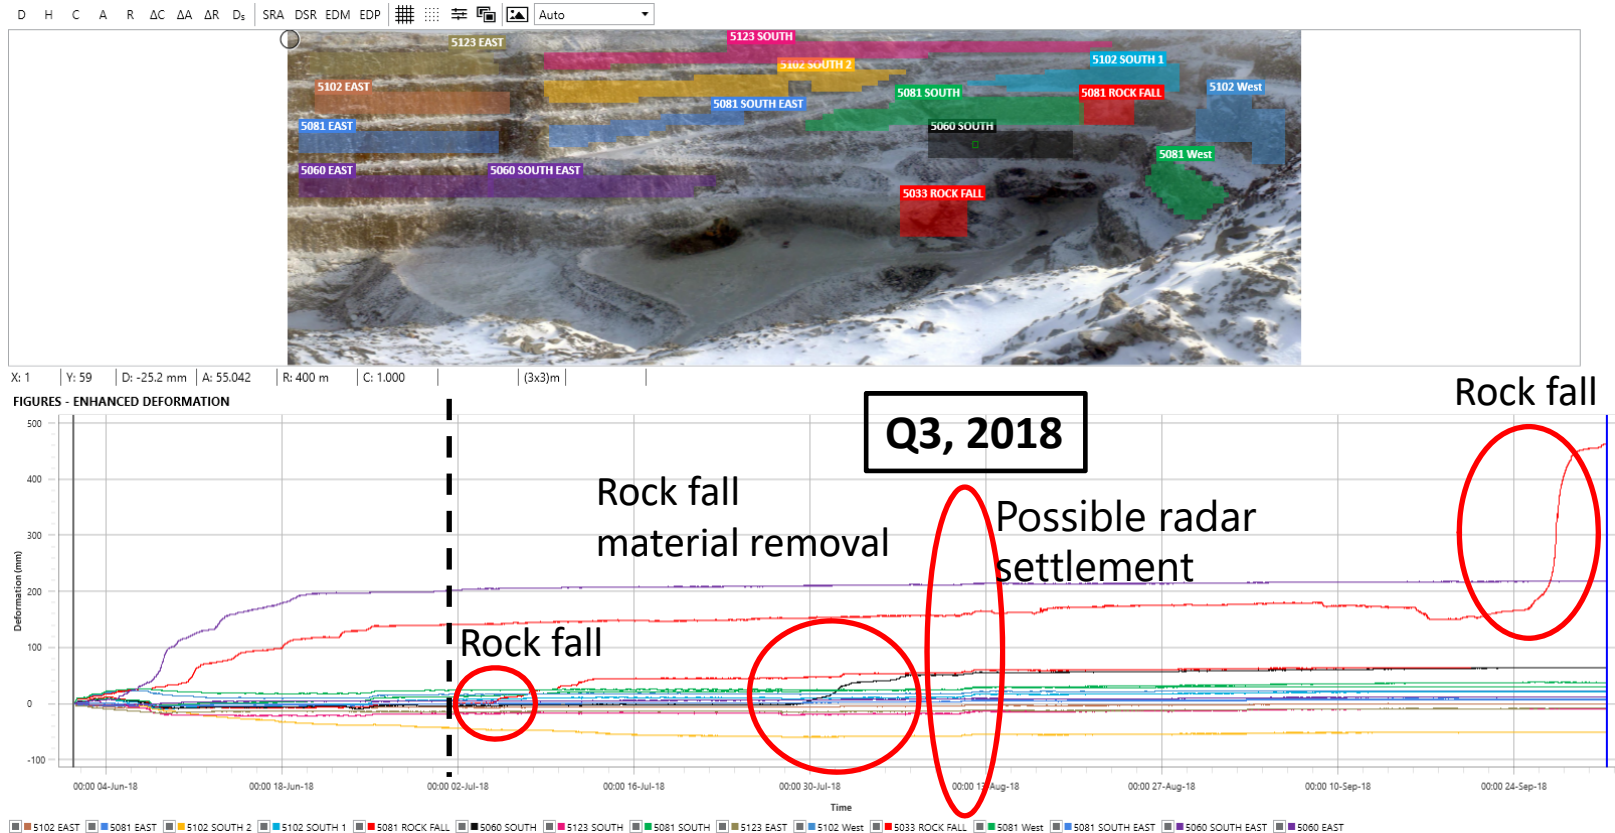 D H C A R ΔC ΔA ΔR Ds SRA DSR EDM EDP Auto
5123 EAST
5123 SOUTH
5102 SOUTH 2
5102 SOUTH 1
5102 EAST
5081 SOUTH
5081 ROCK FALL
5102 West
5081 SOUTH EAST
5081 EAST
5060 SOUTH
5081 West
5060 EAST
5060 SOUTH EAST
5033 ROCK FALL
X: 1 Y: 59 D: -25.2 mm A: 55.042 R: 400 m C: 1.000 (3x3)m
FIGURES - ENHANCED DEFORMATION
Rock fall
Q3, 2018
Rock fall
material removal
Possible radar
settlement
Rock fall
Deformation (mm)
500
400
300
200
100
0
-100
00:00 04-Jun-18 00:00 18-Jun-18 00:00 02-Jul-18 00:00 16-Jul-18 00:00 30-Jul-18 00:00 13-Aug-18 00:00 27-Aug-18 00:00 10-Sep-18 00:00 24-Sep-18
Time
5102 EAST 5081 EAST 5102 SOUTH 2 5102 SOUTH 1 5081 ROCK FALL 5060 SOUTH 5123 SOUTH 5081 SOUTH 5123 EAST 5102 West 5033 ROCK FALL 5081 West 5081 SOUTH EAST 5060 SOUTH EAST 5060 EAST